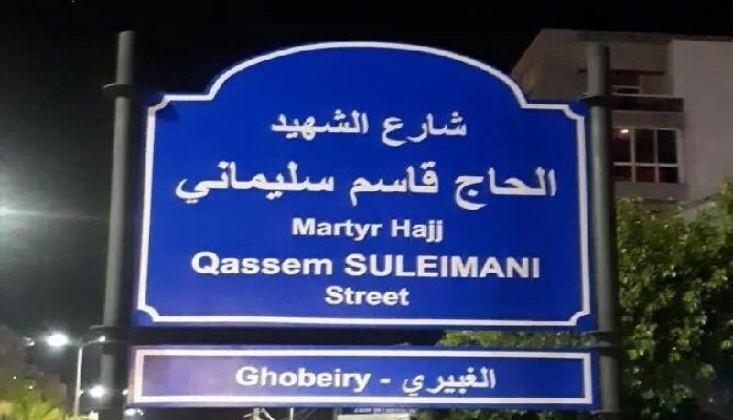 شارع الشهيد
الحاج قاسم سليماني
Martyr Hajj
Qassem SULEIMANI
Street
Ghobeiry - الغبيري